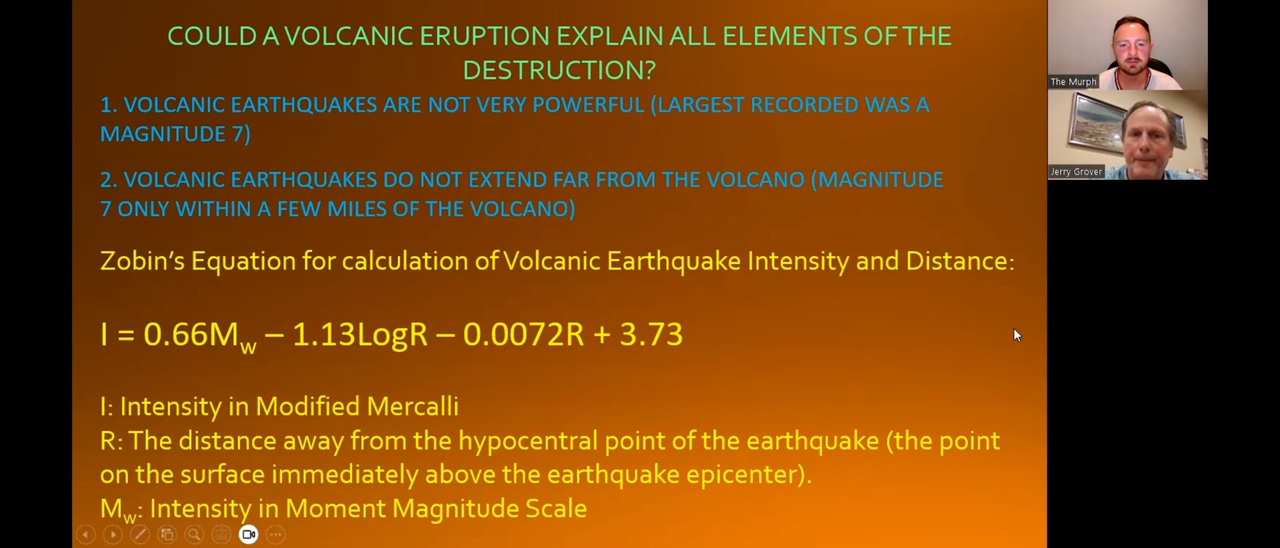 COULD A VOLCANIC ERUPTION EXPLAIN ALL ELEMENTS OF THE
DESTRUCTION?
1. VOLCANIC EARTHQUAKES ARE NOT VERY POWERFUL (LARGEST RECORDED WAS A
MAGNITUDE 7)
2. VOLCANIC EARTHQUAKES DO NOT EXTEND FAR FROM THE VOLCANO (MAGNITUDE
7 ONLY WITHIN A FEW MILES OF THE VOLCANO)
Zobin's Equation for calculation of Volcanic Earthquake Intensity and Distance:
I = 0.66Mw – 1.13LogR – 0.0072R + 3.73
I: Intensity in Modified Mercalli
R: The distance away from the hypocentral point of the earthquake (the point
on the surface immediately above the earthquake epicenter).
Mw: Intensity in Moment Magnitude Scale
The Murph
Jerry Grover